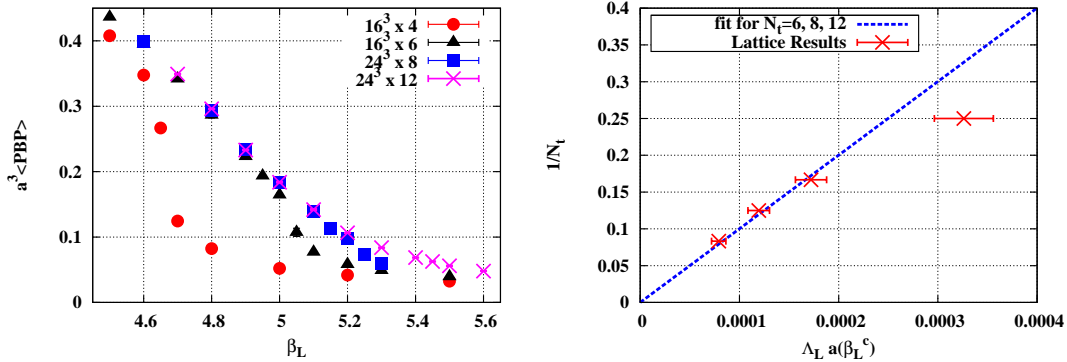 0.4
0.3
0.2
0.1
0
a³<PBP>
4.6
4.8
5
5.2
5.4
5.6
β_L
16³ x 4
16³ x 6
24³ x 8
24³ x 12
0.4
0.35
0.3
0.25
0.2
0.15
0.1
0.05
0
1/N_t
0
0.0001
0.0002
0.0003
0.0004
Λ_L a(β_L^c)
fit for N_t=6, 8, 12
Lattice Results